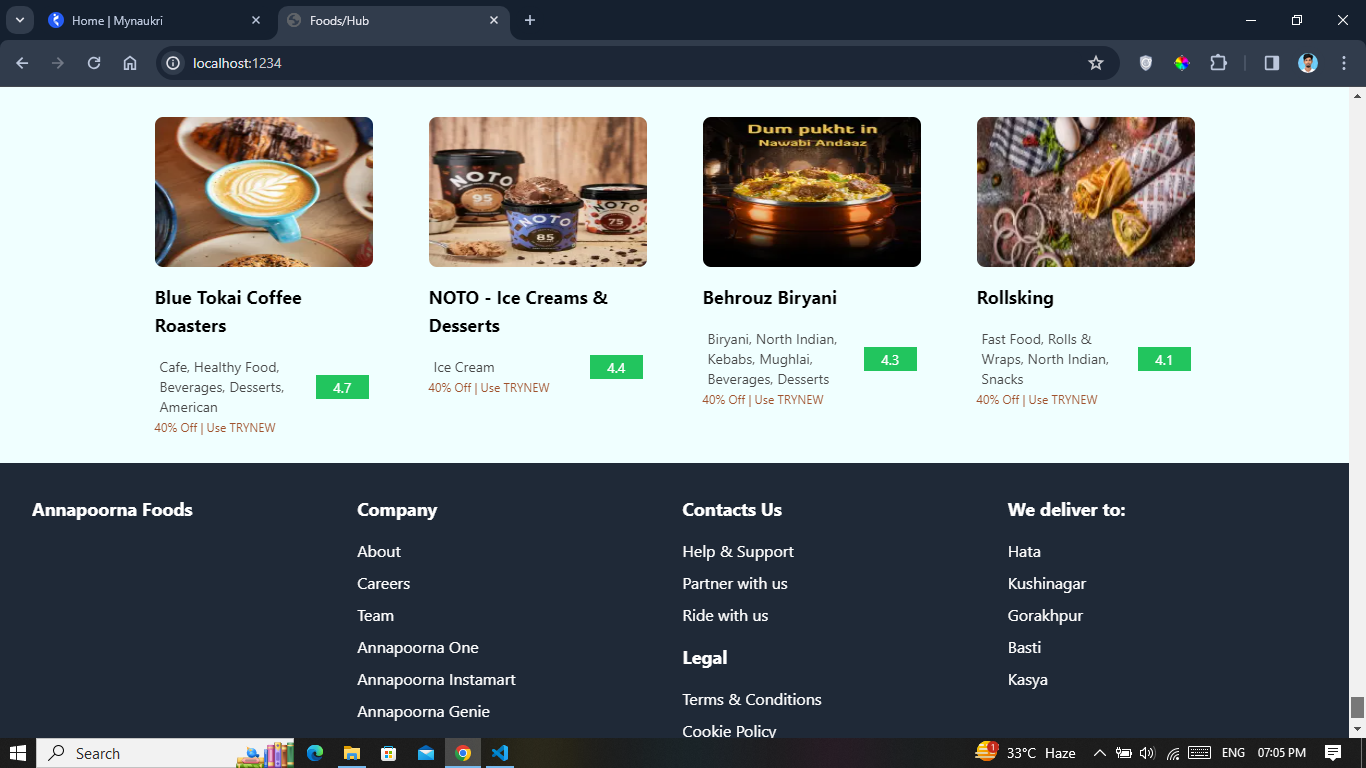 Home | Mynaukri
Foods/Hub
localhost:1234
NOTO
95
NOTO
85
NOTO
75
Dum pukht in
Nawabi Andaaz
Blue Tokai Coffee
Roasters
Cafe, Healthy Food,
Beverages, Desserts,
American
4.7
40% Off | Use TRYNEW
NOTO - Ice Creams &
Desserts
Ice Cream
4.4
40% Off | Use TRYNEW
Behrouz Biryani
Biryani, North Indian,
Kebabs, Mughlai,
Beverages, Desserts
4.3
40% Off | Use TRYNEW
Rollsking
Fast Food, Rolls &
Wraps, North Indian,
Snacks
4.1
40% Off | Use TRYNEW
Annapoorna Foods
Company
About
Careers
Team
Annapoorna One
Annapoorna Instamart
Annapoorna Genie
Contacts Us
Help & Support
Partner with us
Ride with us
Legal
Terms & Conditions
Cookie Policy
We deliver to:
Hata
Kushinagar
Gorakhpur
Basti
Kasya
Search
1
33°C Haze
ENG
07:05 PM